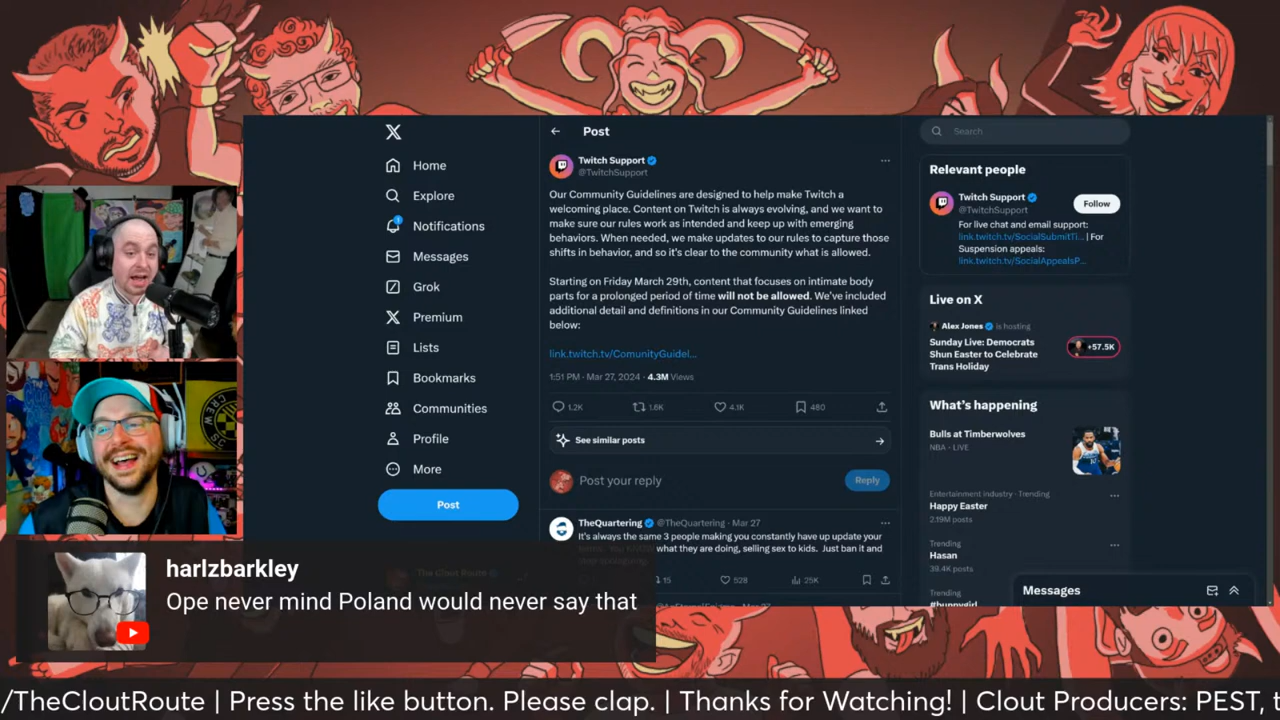 Home
Explore
Notifications
Messages
Grok
Premium
Lists
Bookmarks
Communities
Profile
More
Post
Post
Twitch Support
@TwitchSupport
Our Community Guidelines are designed to help make Twitch a
welcoming place. Content on Twitch is always evolving, and we want to
make sure our rules work as intended and keep up with emerging
behaviors. When needed, we make updates to our rules to capture those
shifts in behavior, and so it's clear to the community what is allowed.
Starting on Friday March 29th, content that focuses on intimate body
parts for a prolonged period of time will not be allowed. We've included
additional detail and definitions in our Community Guidelines linked
below:
link.twitch.tv/ComunityGuidel...
1:51 PM · Mar 27, 2024 · 4.3M Views
1.2K 1.6K 4.1K 480
See similar posts
Post your reply
Reply
TheQuartering @TheQuartering · Mar 27
It's always the same 3 people making you constantly have up update your
what they are doing, selling sex to kids. Just ban it and
15 528 25K
Search
Relevant people
Twitch Support
@TwitchSupport
Follow
For live chat and email support:
link.twitch.tv/SocialSubmitTi... | For
Suspension appeals:
link.twitch.tv/SocialAppealsP...
Live on X
Alex Jones is hosting
Sunday Live: Democrats
Shun Easter to Celebrate
Trans Holiday
+57.5K
What's happening
Bulls at Timberwolves
NBA · LIVE
Entertainment industry · Trending
Happy Easter
2.19M posts
Trending
Hasan
39.4K posts
Trending
#bunnygirl
Messages
CREW SC
harlzbarkley
Ope never mind Poland would never say that
/TheCloutRoute | Press the like button. Please clap. | Thanks for Watching! | Clout Producers: PEST, t